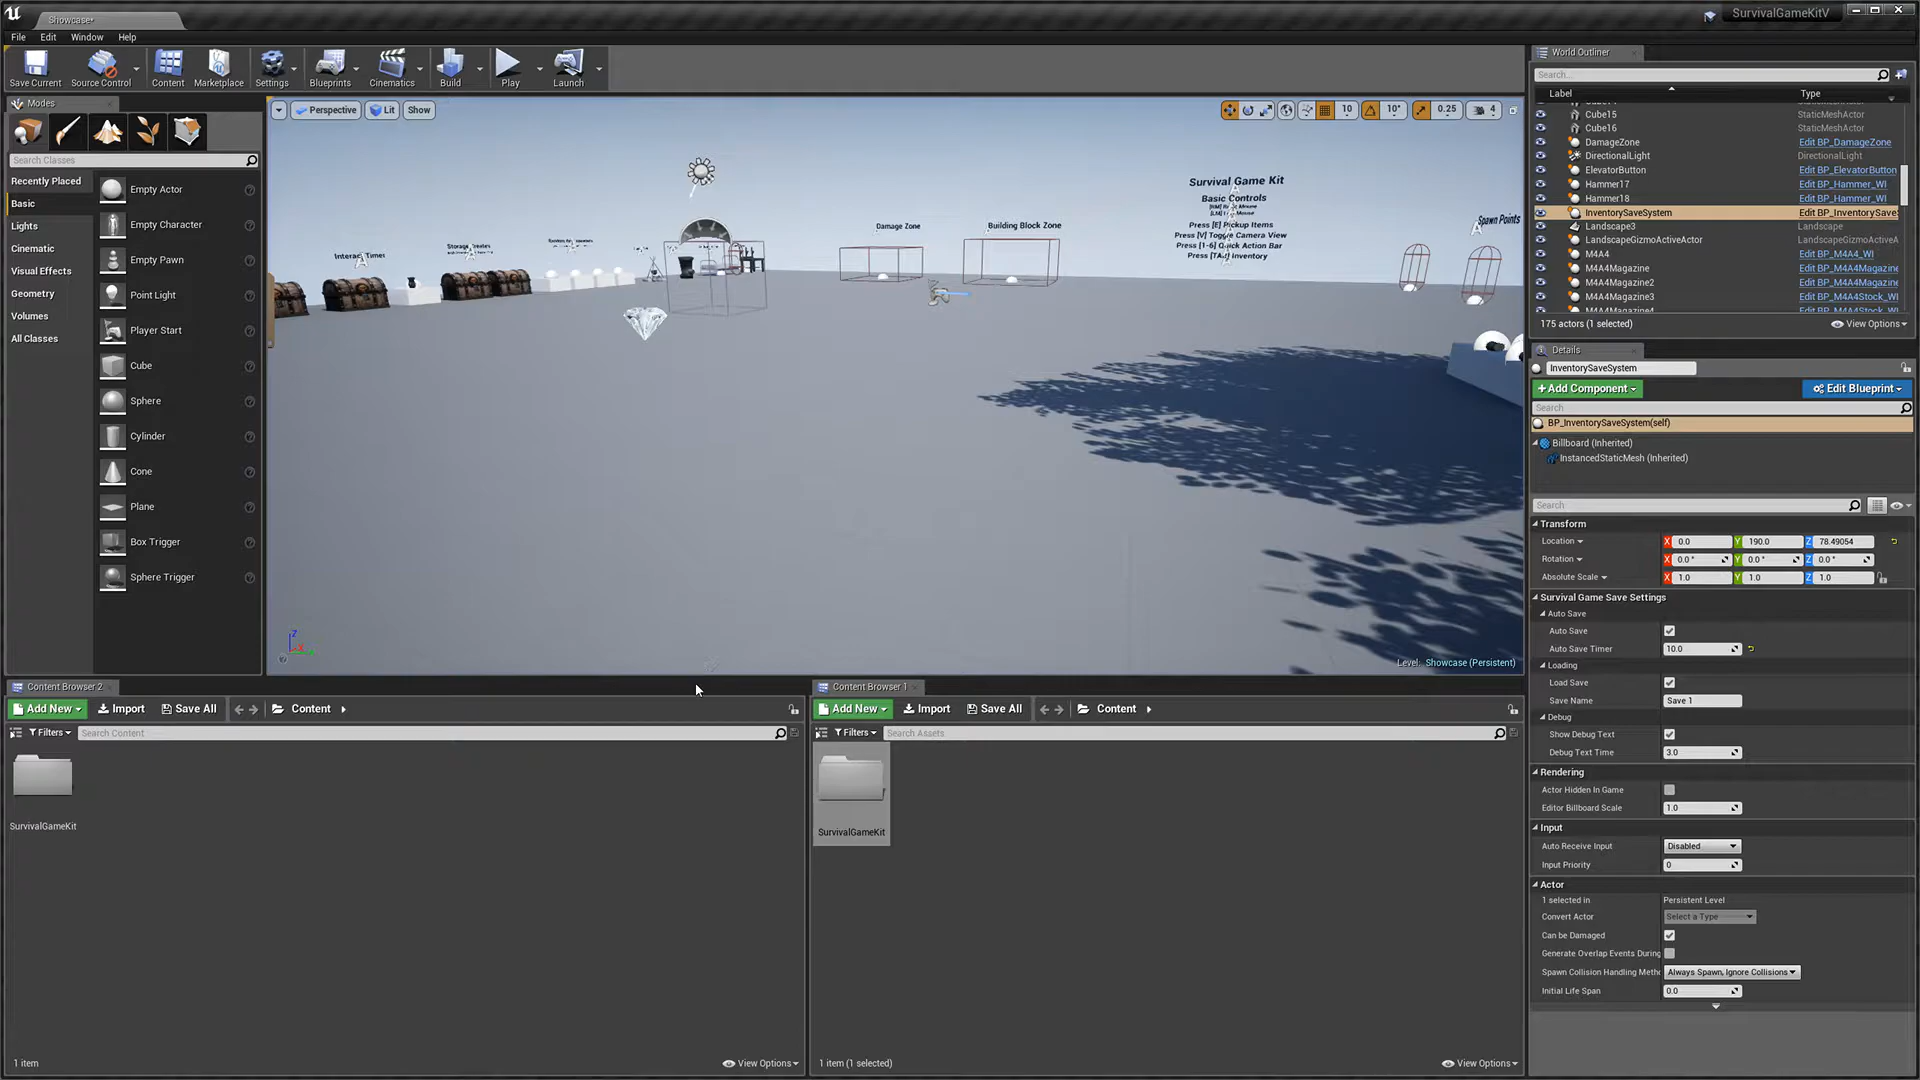 Showcase*
SurvivalGameKitV
File Edit Window Help
Save Current
Source Control
Content
Marketplace
Settings
Blueprints
Cinematics
Build
Play
Launch
Modes
Search Classes
Recently Placed
Basic
Lights
Cinematic
Visual Effects
Geometry
Volumes
All Classes
Empty Actor
Empty Character
Empty Pawn
Point Light
Player Start
Cube
Sphere
Cylinder
Cone
Plane
Box Trigger
Sphere Trigger
Perspective
Lit
Show
10
10°
0.25
4
Damage Zone
Building Block Zone
Survival Game Kit
Basic Controls
Press [E] Pickup Items
Press [V] Toggle Camera View
Press [1-6] Quick Action Bar
Press [TAB] Inventory
Spawn Points
Level: Showcase (Persistent)
World Outliner
Search...
Label
Type
Cube15 StaticMeshActor
Cube16 StaticMeshActor
DamageZone Edit BP_DamageZone
DirectionalLight DirectionalLight
ElevatorButton Edit BP_ElevatorButton
Hammer17 Edit BP_Hammer_WI
Hammer18 Edit BP_Hammer_WI
InventorySaveSystem Edit BP_InventorySave
Landscape3 Landscape
LandscapeGizmoActiveActor LandscapeGizmoActiveA
M4A4 Edit BP_M4A4_WI
M4A4Magazine Edit BP_M4A4Magazine
M4A4Magazine2 Edit BP_M4A4Magazine
M4A4Magazine3 Edit BP_M4A4Stock_WI
175 actors (1 selected)
View Options
Details
InventorySaveSystem
+Add Component
Edit Blueprint
Search
BP_InventorySaveSystem(self)
Billboard (Inherited)
InstancedStaticMesh (Inherited)
Search
Transform
Location X 0.0 Y 190.0 Z 78.49054
Rotation X 0.0° Y 0.0° Z 0.0°
Absolute Scale X 1.0 Y 1.0 Z 1.0
Survival Game Save Settings
Auto Save
Auto Save
Auto Save Timer 10.0
Loading
Load Save
Save Name Save 1
Debug
Show Debug Text
Debug Text Time 3.0
Rendering
Actor Hidden In Game
Editor Billboard Scale 1.0
Input
Auto Receive Input Disabled
Input Priority 0
Actor
1 selected in Persistent Level
Convert Actor Select a Type
Can be Damaged
Generate Overlap Events During
Spawn Collision Handling Metho Always Spawn, Ignore Collisions
Initial Life Span 0.0
Content Browser 2
Add New Import Save All Content
Filters Search Content
SurvivalGameKit
1 item
View Options
Content Browser 1
Add New Import Save All Content
Filters Search Assets
SurvivalGameKit
1 item (1 selected)
View Options